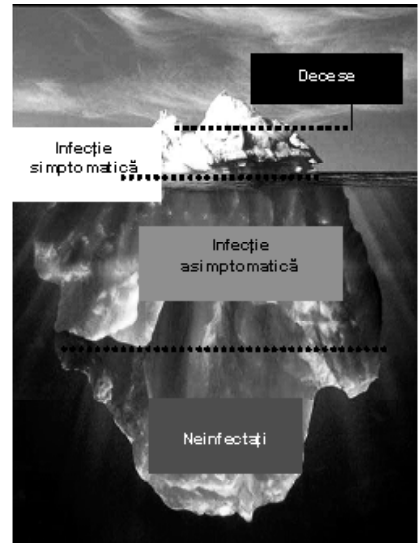 Decese
Infecție
simptomatică
Infecție
asimptomatică
Neinfectați